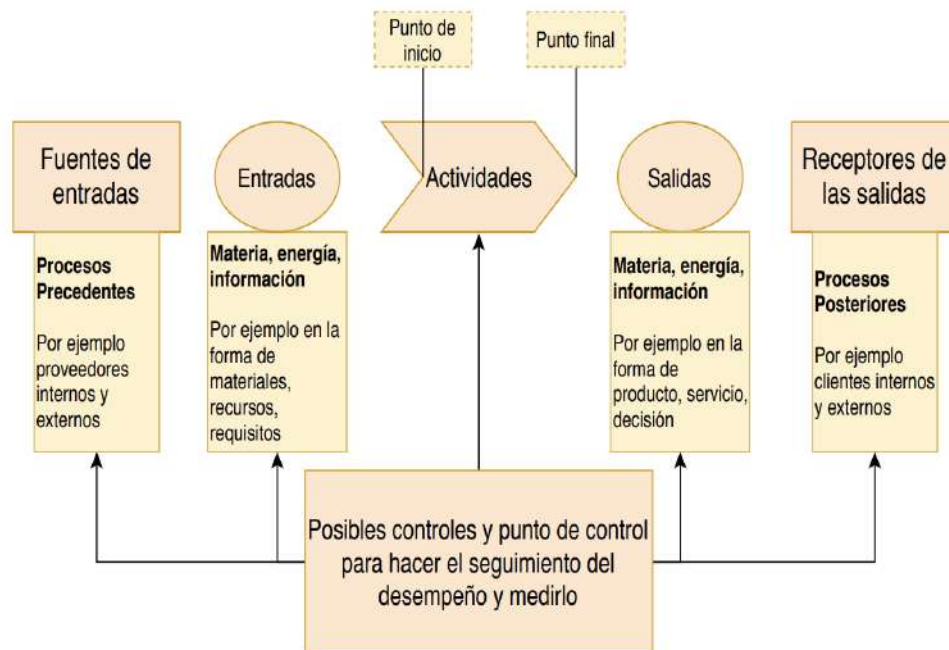 Punto de
inicio
Punto final
Fuentes de
entradas
Entradas
Actividades
Salidas
Receptores de
las salidas
Procesos
Precedentes
Por ejemplo
proveedores
internos y
externos
Materia, energía,
información
Por ejemplo en la
forma de
materiales,
recursos,
requisitos
Materia, energía,
información
Por ejemplo en la
forma de
producto, servicio,
decisión
Procesos
Posteriores
Por ejemplo
clientes internos
y externos
Posibles controles y punto de control
para hacer el seguimiento del
desempeño y medirlo